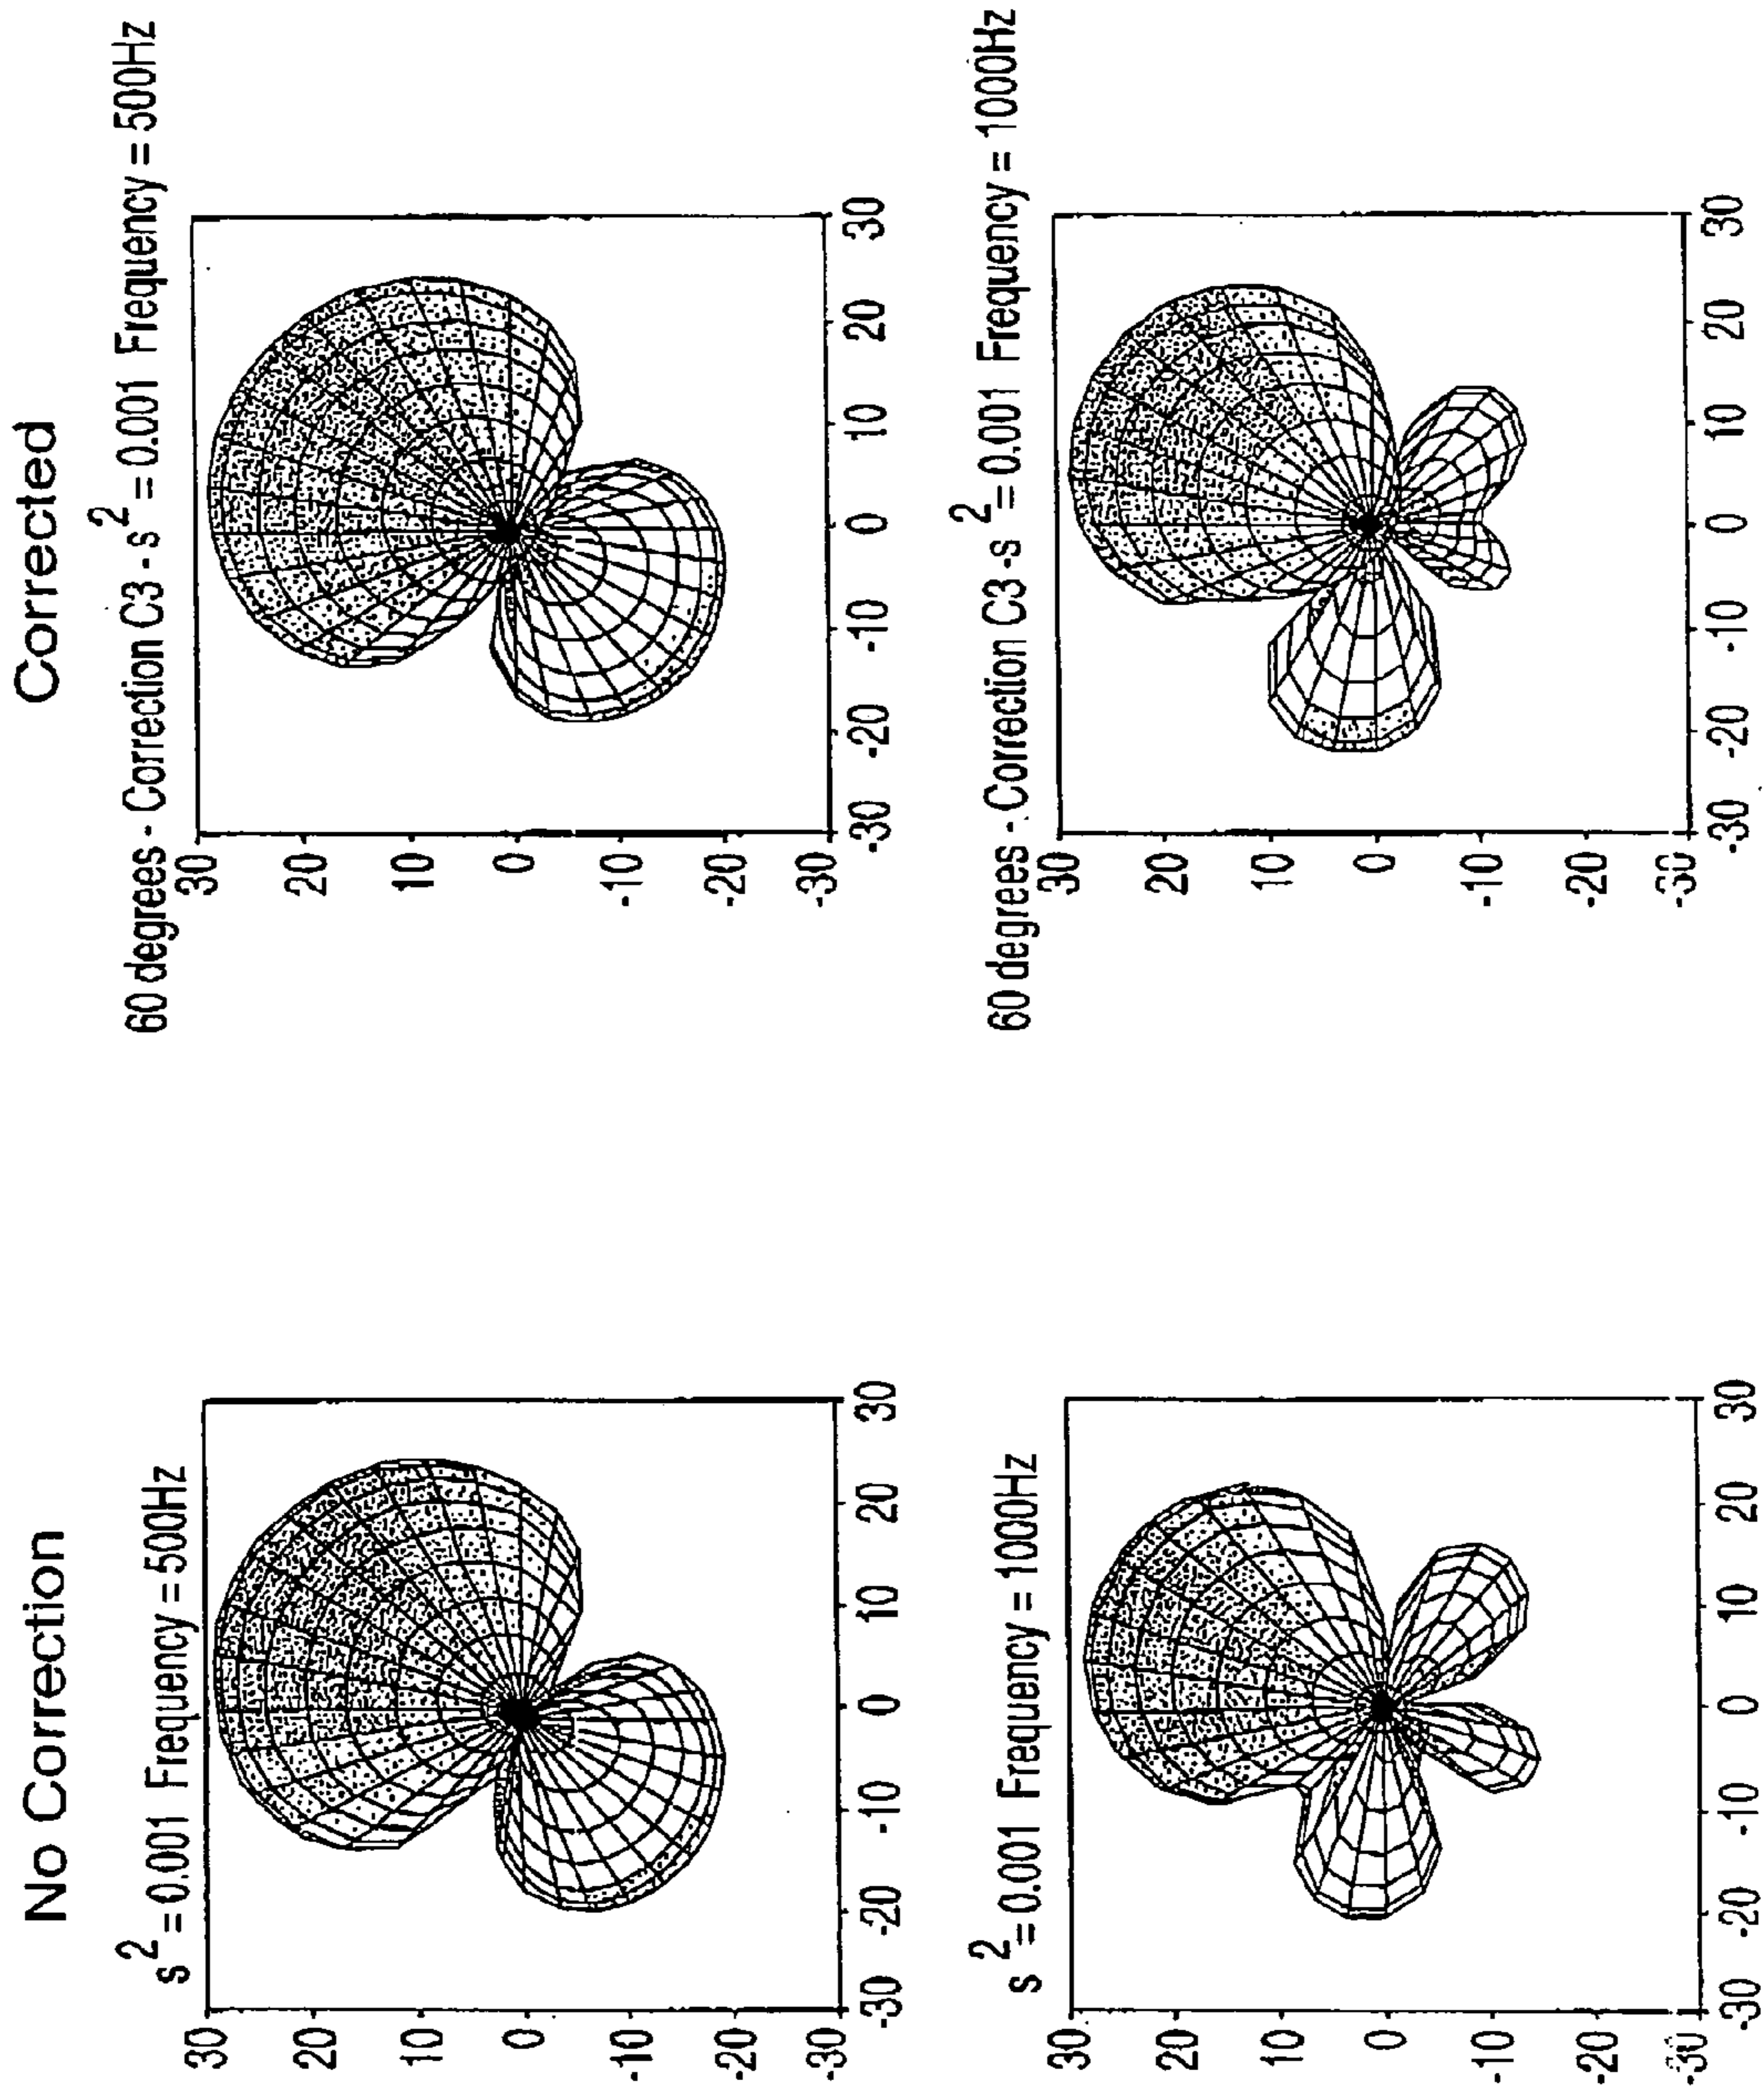 No Correction
Corrected
s² = 0.001 Frequency = 500Hz
30
20
10
0
-10
-20
-30
-30 -20 -10 0 10 20 30
60 degrees - Correction C3 - s² = 0.001 Frequency = 500Hz
30
20
10
0
-10
-20
-30
-30 -20 -10 0 10 20 30
s² = 0.001 Frequency = 1000Hz
30
20
10
0
-10
-20
-30
-30 -20 -10 0 10 20 30
60 degrees - Correction C3 - s² = 0.001 Frequency = 1000Hz
30
20
10
0
-10
-20
-30
-30 -20 -10 0 10 20 30